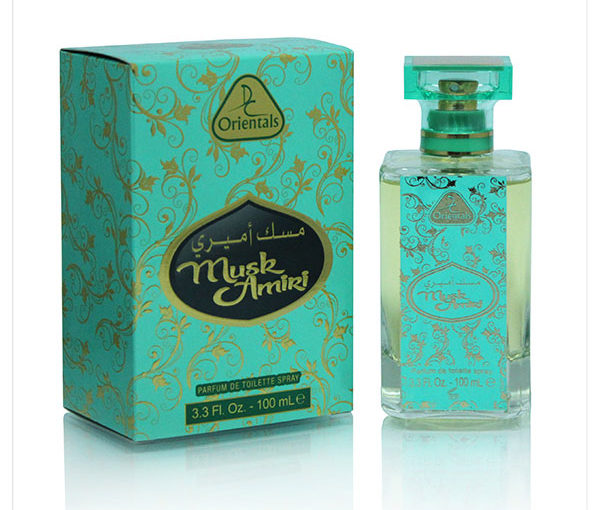 DC
Orientals
مسك أميري
Musk
Amiri
PARFUM DE TOILETTE SPRAY
3.3 Fl. Oz. - 100 mL e
DC
Orientals
مسك أميري
Musk
Amiri
Parfum de toilette spray
3.3 Fl. Oz. - 100 mL e